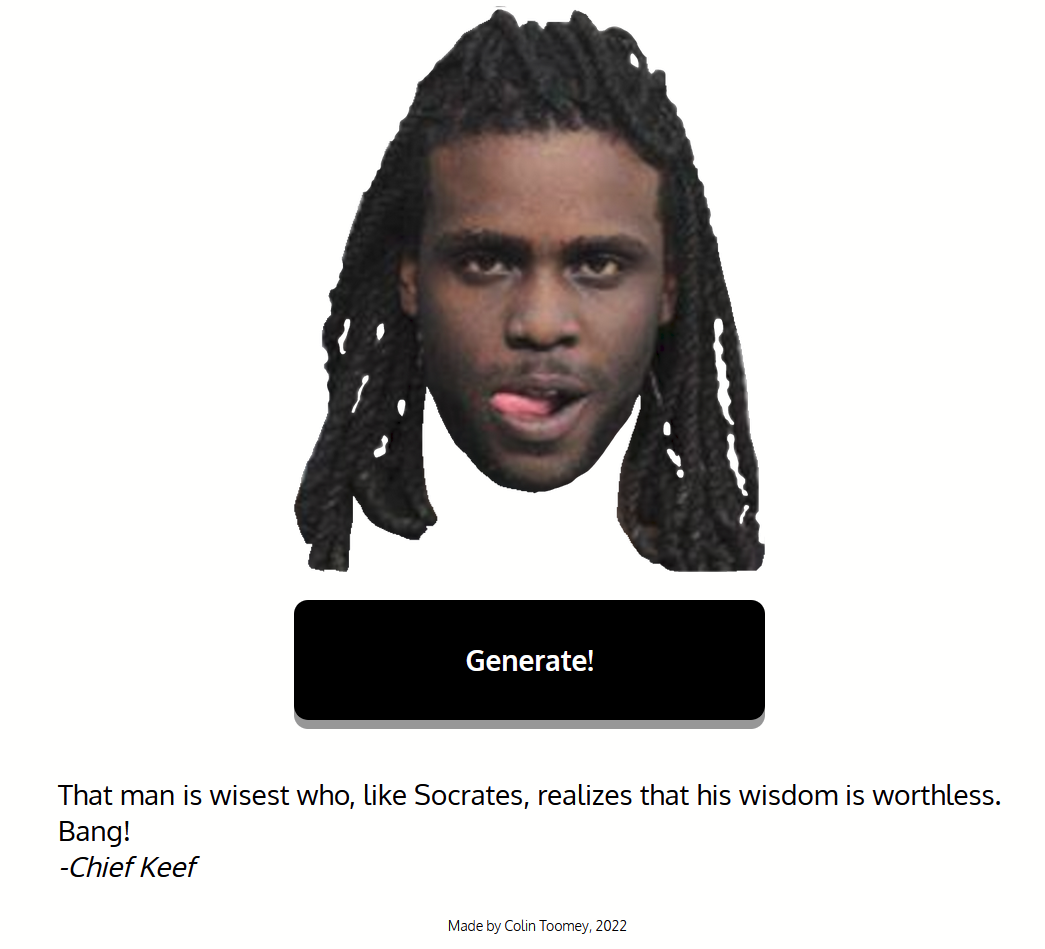 Generate!
That man is wisest who, like Socrates, realizes that his wisdom is worthless.
Bang!
-Chief Keef
Made by Colin Toomey, 2022